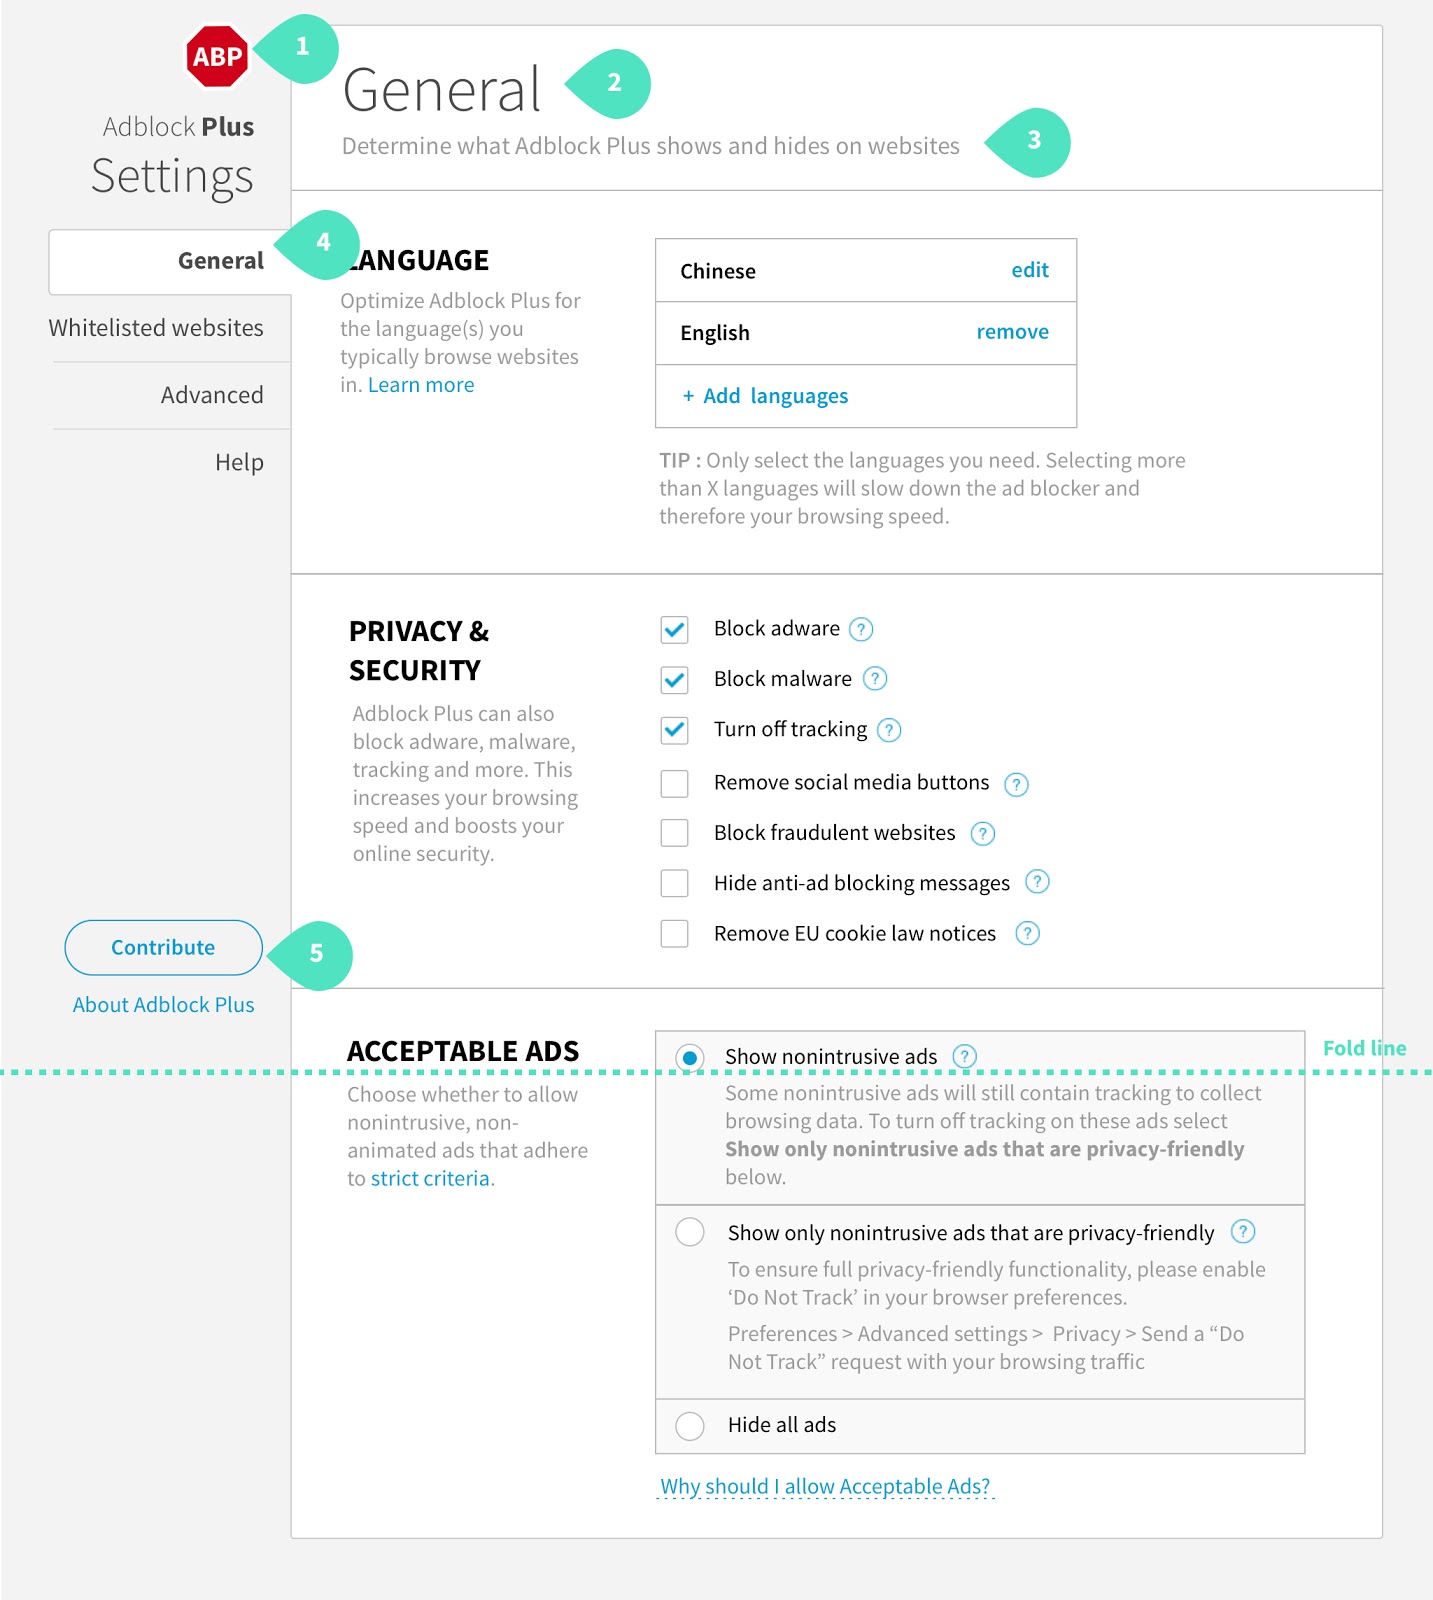 ABP
1
Adblock Plus
Settings
General
2
Determine what Adblock Plus shows and hides on websites
3
General
4
Whitelisted websites
Advanced
Help
Contribute
5
About Adblock Plus
LANGUAGE
Optimize Adblock Plus for
the language(s) you
typically browse websites
in. Learn more
Chinese edit
English remove
+ Add languages
TIP : Only select the languages you need. Selecting more
than X languages will slow down the ad blocker and
therefore your browsing speed.
PRIVACY &
SECURITY
Adblock Plus can also
block adware, malware,
tracking and more. This
increases your browsing
speed and boosts your
online security.
Block adware ?
Block malware ?
Turn off tracking ?
Remove social media buttons ?
Block fraudulent websites ?
Hide anti-ad blocking messages ?
Remove EU cookie law notices ?
ACCEPTABLE ADS
Choose whether to allow
nonintrusive, non-
animated ads that adhere
to strict criteria.
Show nonintrusive ads ?
Fold line
Some nonintrusive ads will still contain tracking to collect
browsing data. To turn off tracking on these ads select
Show only nonintrusive ads that are privacy-friendly
below.
Show only nonintrusive ads that are privacy-friendly ?
To ensure full privacy-friendly functionality, please enable
‘Do Not Track’ in your browser preferences.
Preferences > Advanced settings > Privacy > Send a “Do
Not Track” request with your browsing traffic
Hide all ads
Why should I allow Acceptable Ads?